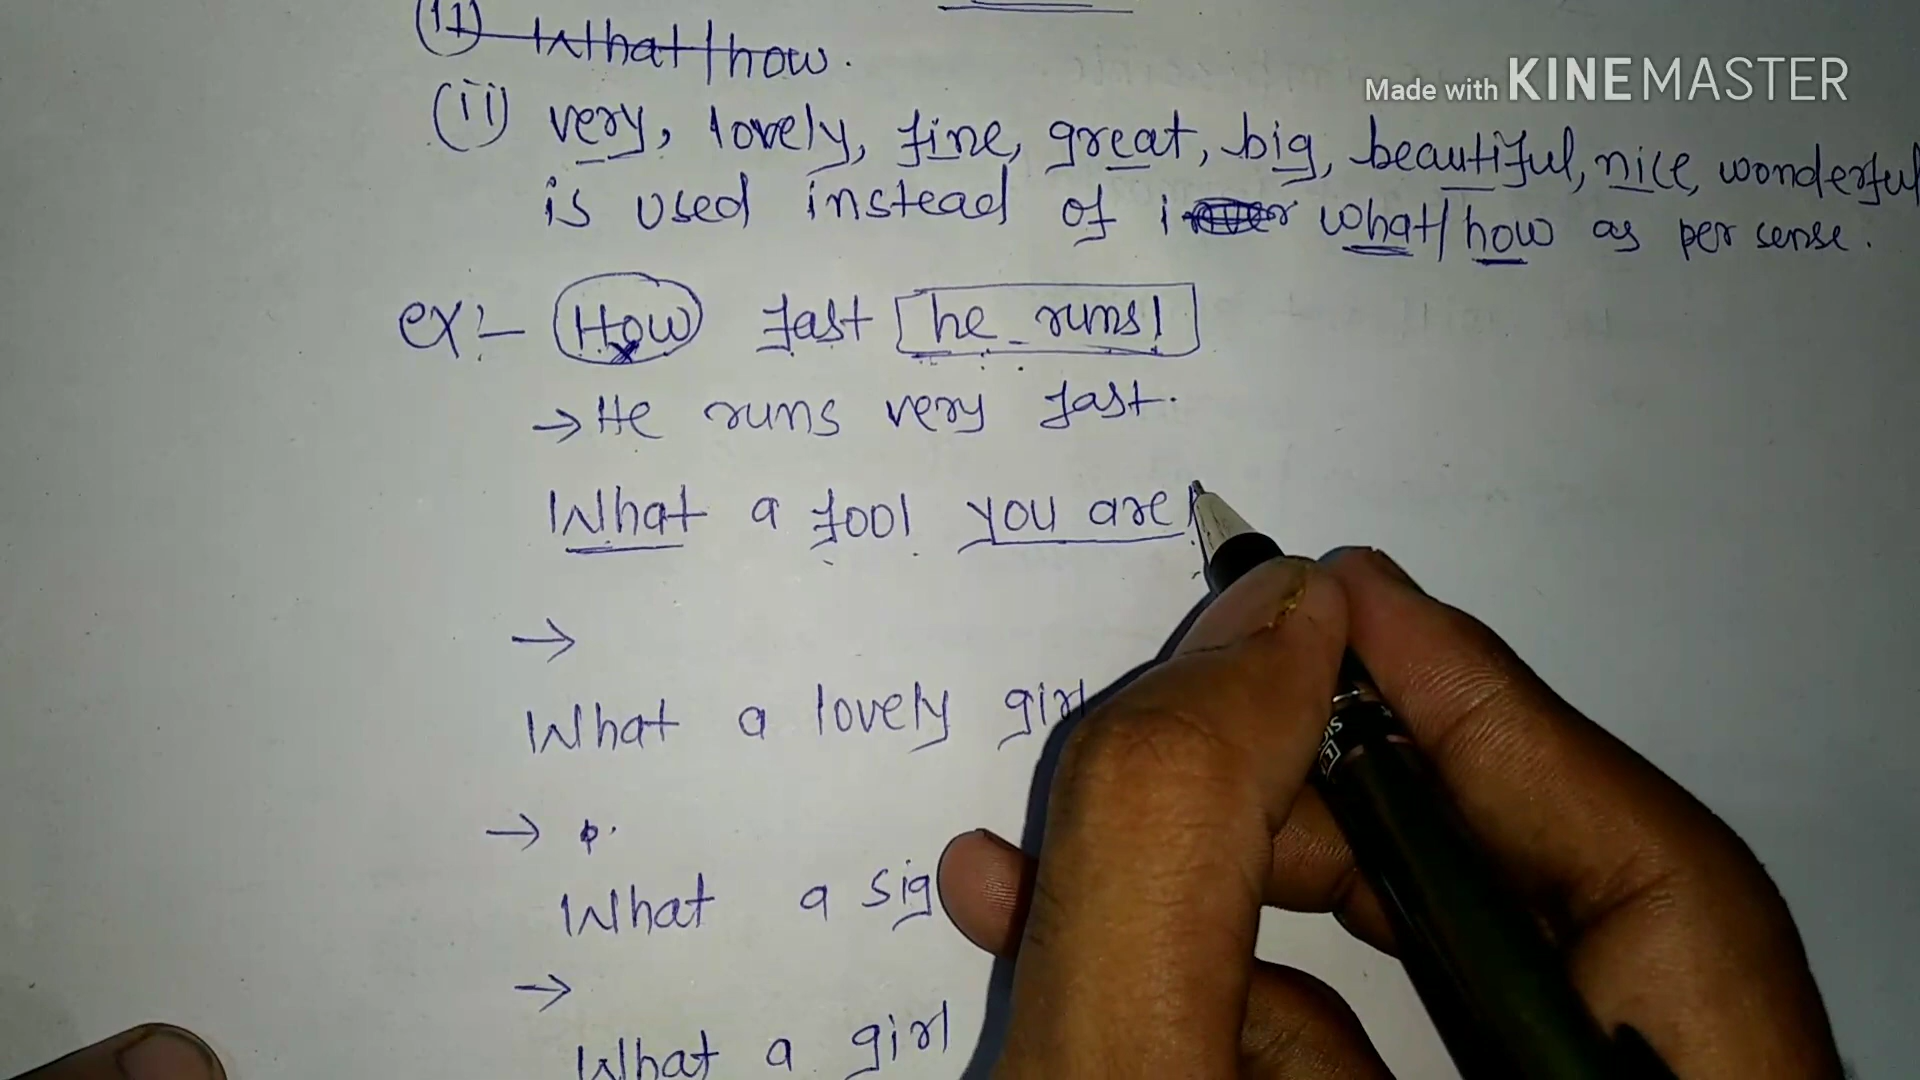 (ii) What/how.
Made with KINEMASTER
(ii) very, lovely, fine, great, big, beautiful, nice, wonderful
is used instead of what/how as per sense.
ex:- How fast he runs!
→ He runs very fast.
What a fool you are!
→
What a lovely girl
→
What a sig
→
What a girl